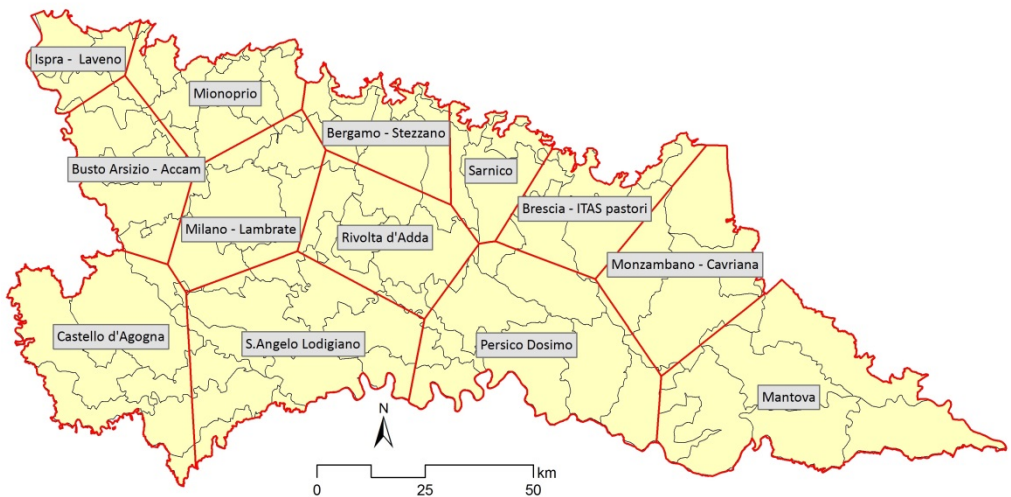 Ispra - Laveno
Mionoprio
Bergamo - Stezzano
Busto Arsizio - Accam
Sarnico
Brescia - ITAS pastori
Milano - Lambrate
Rivolta d'Adda
Monzambano - Cavriana
Castello d'Agogna
S.Angelo Lodigiano
Persico Dosimo
Mantova
N
km
0 25 50